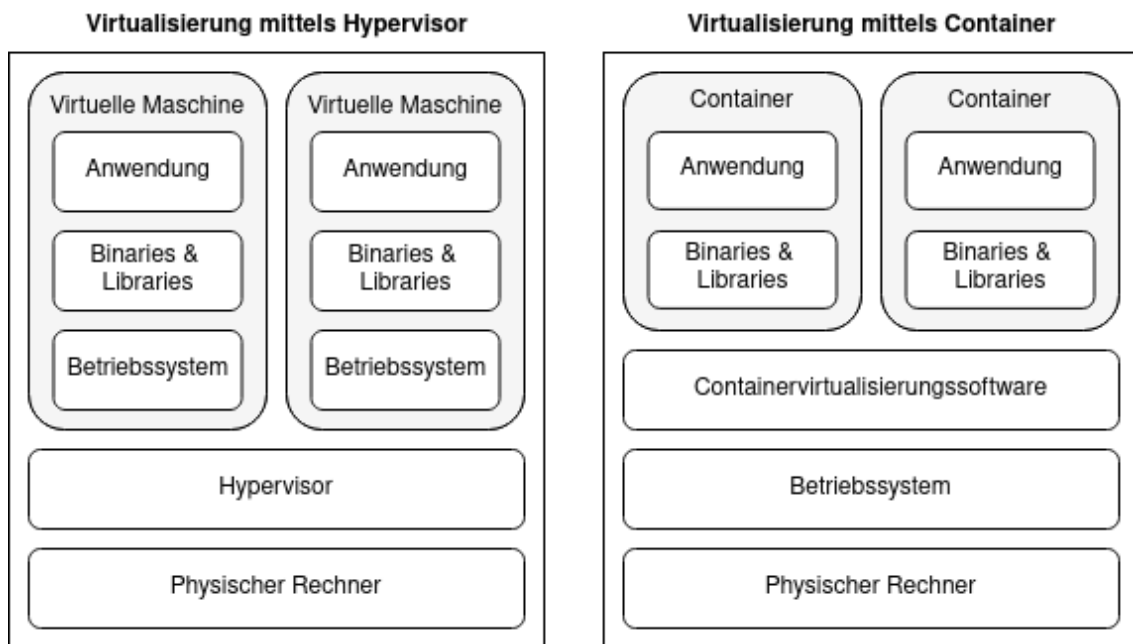 Virtualisierung mittels Hypervisor
Virtuelle Maschine
Anwendung
Binaries &
Libraries
Betriebssystem
Virtuelle Maschine
Anwendung
Binaries &
Libraries
Betriebssystem
Hypervisor
Physischer Rechner
Virtualisierung mittels Container
Container
Anwendung
Binaries &
Libraries
Container
Anwendung
Binaries &
Libraries
Containervirtualisierungssoftware
Betriebssystem
Physischer Rechner